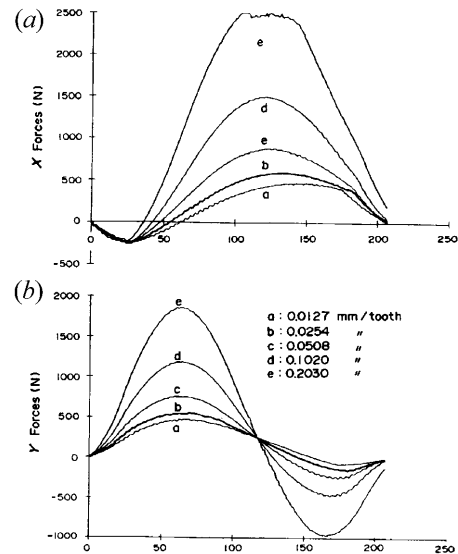 (a)
2500
2000
1500
1000
500
0
-500
X Forces (N)
e
d
e
b
a
0 50 100 150 200 250
(b)
2000
1500
1000
500
0
-500
-1000
Y Forces (N)
e
d
c
b
a
a : 0.0127 mm/tooth
b : 0.0254 "
c : 0.0508 "
d : 0.1020 "
e : 0.2030 "
0 50 100 150 200 250